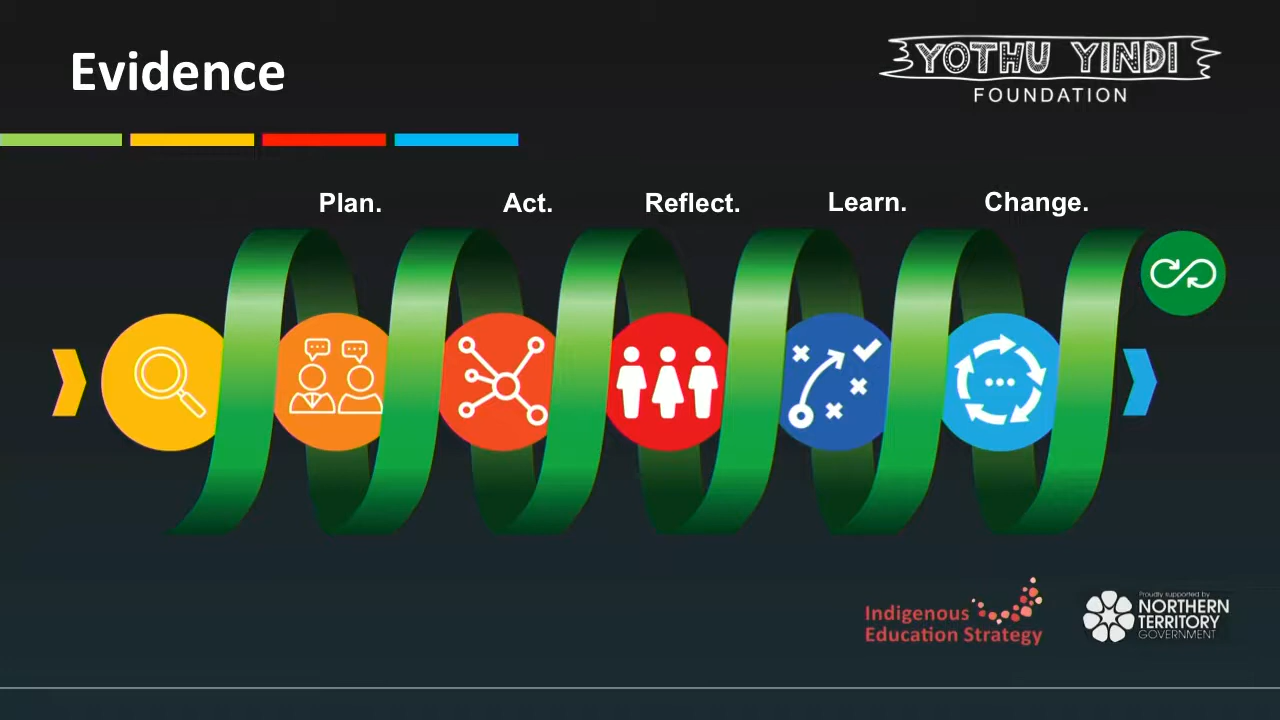 Evidence
YOTHU YINDI
FOUNDATION
Plan. Act. Reflect. Learn. Change.
Indigenous
Education Strategy
Proudly supported by
NORTHERN
TERRITORY
GOVERNMENT